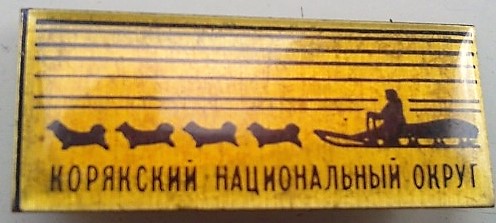 КОРЯКСКИЙ НАЦИОНАЛЬНЫЙ ОКРУГ